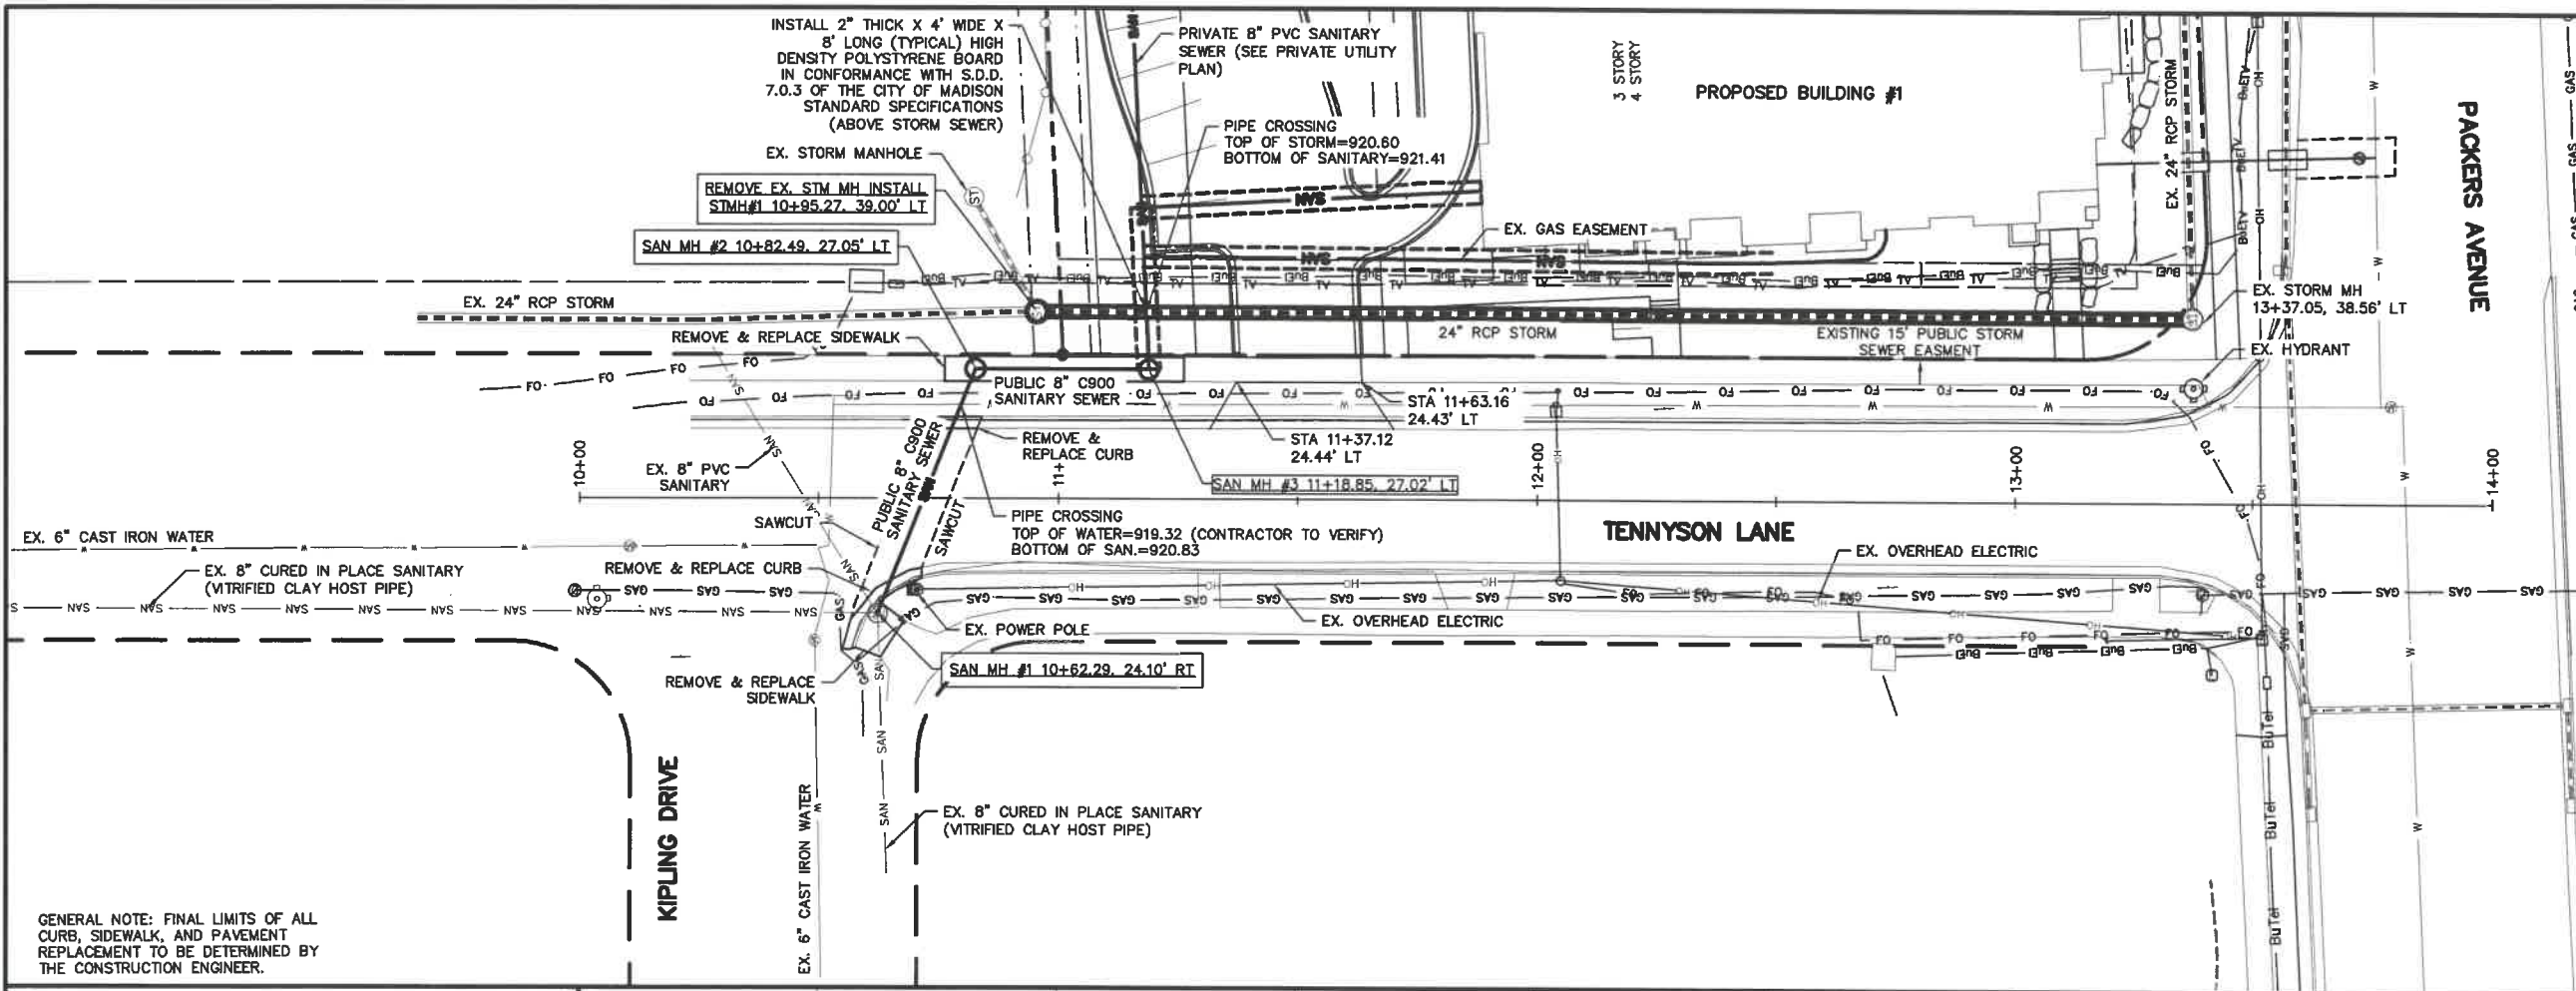 INSTALL 2" THICK X 4' WIDE X
8' LONG (TYPICAL) HIGH
DENSITY POLYSTYRENE BOARD
IN CONFORMANCE WITH S.D.D.
7.0.3 OF THE CITY OF MADISON
STANDARD SPECIFICATIONS
(ABOVE STORM SEWER)
PRIVATE 8" PVC SANITARY
SEWER (SEE PRIVATE UTILITY
PLAN)
3 STORY
4 STORY
PROPOSED BUILDING #1
EX. 24" RCP STORM
PACKERS AVENUE
PIPE CROSSING
TOP OF STORM=920.60
BOTTOM OF SANITARY=921.41
EX. STORM MANHOLE
REMOVE EX. STM MH INSTALL
STMH#1 10+95.27, 39.00' LT
SAN MH #2 10+82.49, 27.05' LT
EX. GAS EASEMENT
EX. 24" RCP STORM
EX. STORM MH
13+37.05, 38.56' LT
REMOVE & REPLACE SIDEWALK
24" RCP STORM
EXISTING 15' PUBLIC STORM
SEWER EASMENT
EX. HYDRANT
PUBLIC 8" C900
SANITARY SEWER
STA 11+63.16
24.43' LT
REMOVE &
REPLACE CURB
STA 11+37.12
24.44' LT
EX. 8" PVC
SANITARY
PUBLIC 8" C900
SANITARY SEWER
SAN MH #3 11+18.85, 27.02' LT
10+00
11+
12+00
13+00
14+00
SAWCUT
SAWCUT
PIPE CROSSING
TOP OF WATER=919.32 (CONTRACTOR TO VERIFY)
BOTTOM OF SAN.=920.83
TENNYSON LANE
EX. 6" CAST IRON WATER
EX. OVERHEAD ELECTRIC
EX. 8" CURED IN PLACE SANITARY
(VITRIFIED CLAY HOST PIPE)
REMOVE & REPLACE CURB
EX. OVERHEAD ELECTRIC
EX. POWER POLE
SAN MH #1 10+62.29, 24.10' RT
REMOVE & REPLACE
SIDEWALK
KIPLING DRIVE
EX. 6" CAST IRON WATER
EX. 8" CURED IN PLACE SANITARY
(VITRIFIED CLAY HOST PIPE)
GENERAL NOTE: FINAL LIMITS OF ALL
CURB, SIDEWALK, AND PAVEMENT
REPLACEMENT TO BE DETERMINED BY
THE CONSTRUCTION ENGINEER.